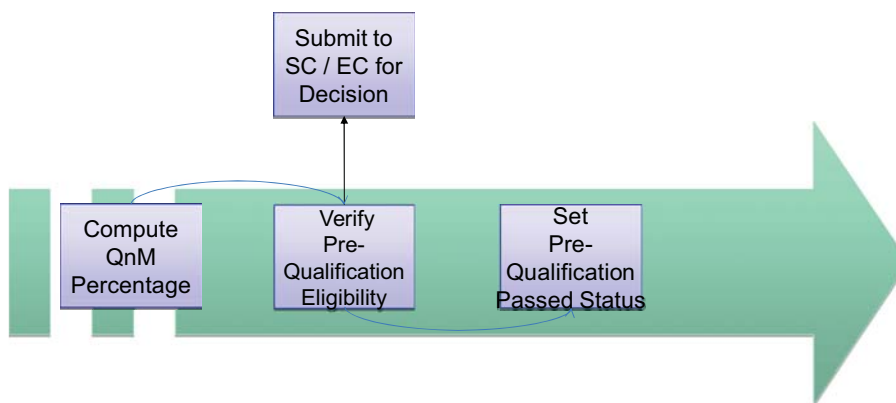 Submit to
SC / EC for
Decision
Compute
QnM
Percentage
Verify
Pre-
Qualification
Eligibility
Set
Pre-
Qualification
Passed Status